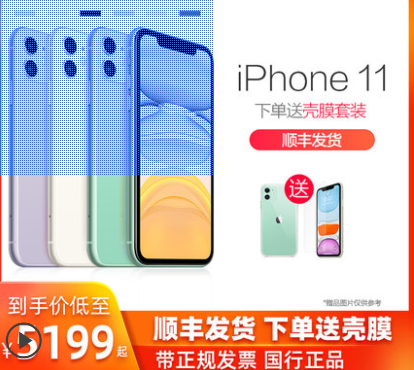 iPhone 11
下单送壳膜套装
顺丰发货
送
*赠品图片仅供参考
到手价低至
¥5199起
顺丰发货 下单送壳膜
带正规发票 国行正品